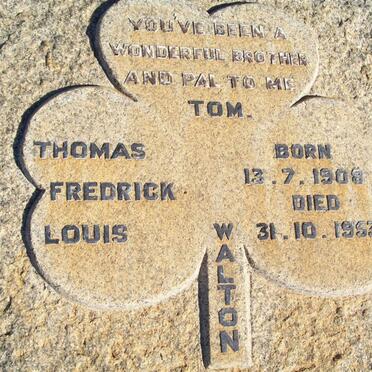 YOU'VE BEEN A
WONDERFUL BROTHER
AND PAL TO ME
TOM.
THOMAS
FREDRICK
LOUIS
WALTON
BORN
13.7.1908
DIED
31.10.195